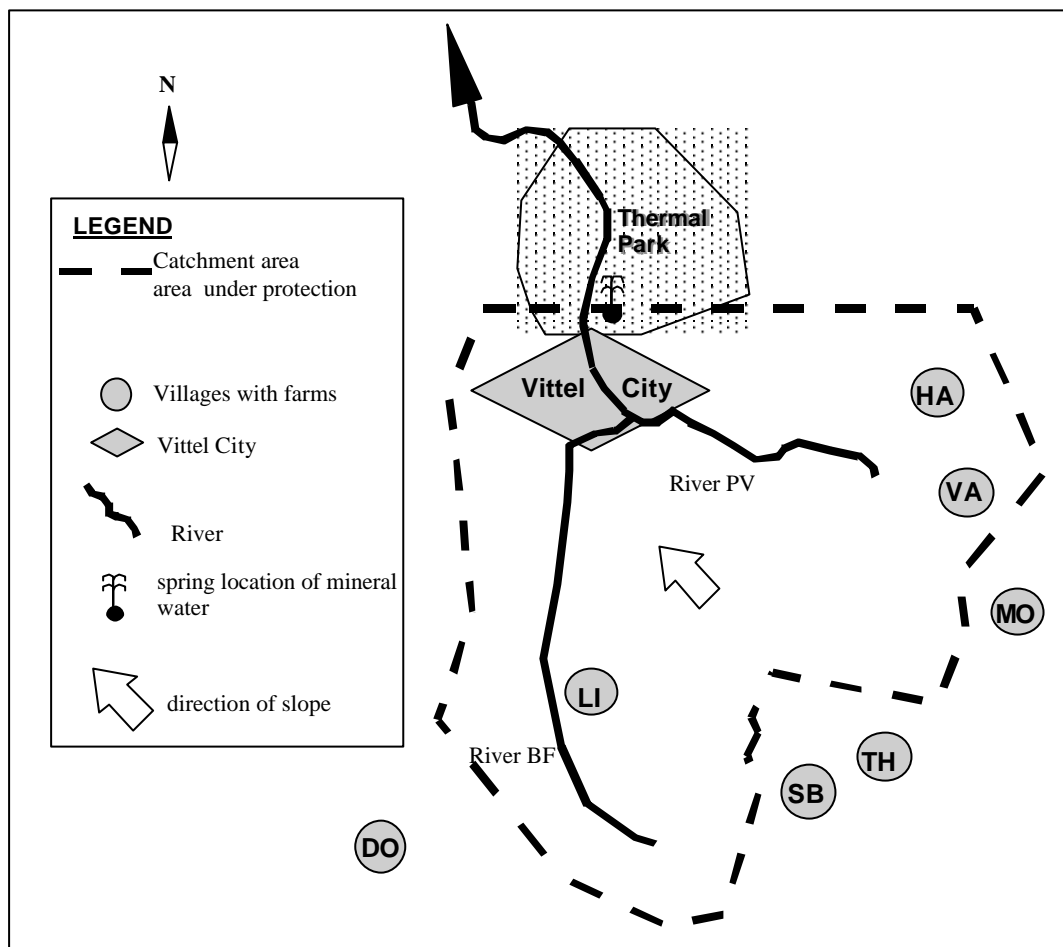 N
LEGEND
Catchment area
area under protection
Villages with farms
Vittel City
River
spring location of mineral
water
direction of slope
Thermal
Park
Vittel City
HA
River PV
VA
MO
LI
River BF
TH
SB
DO